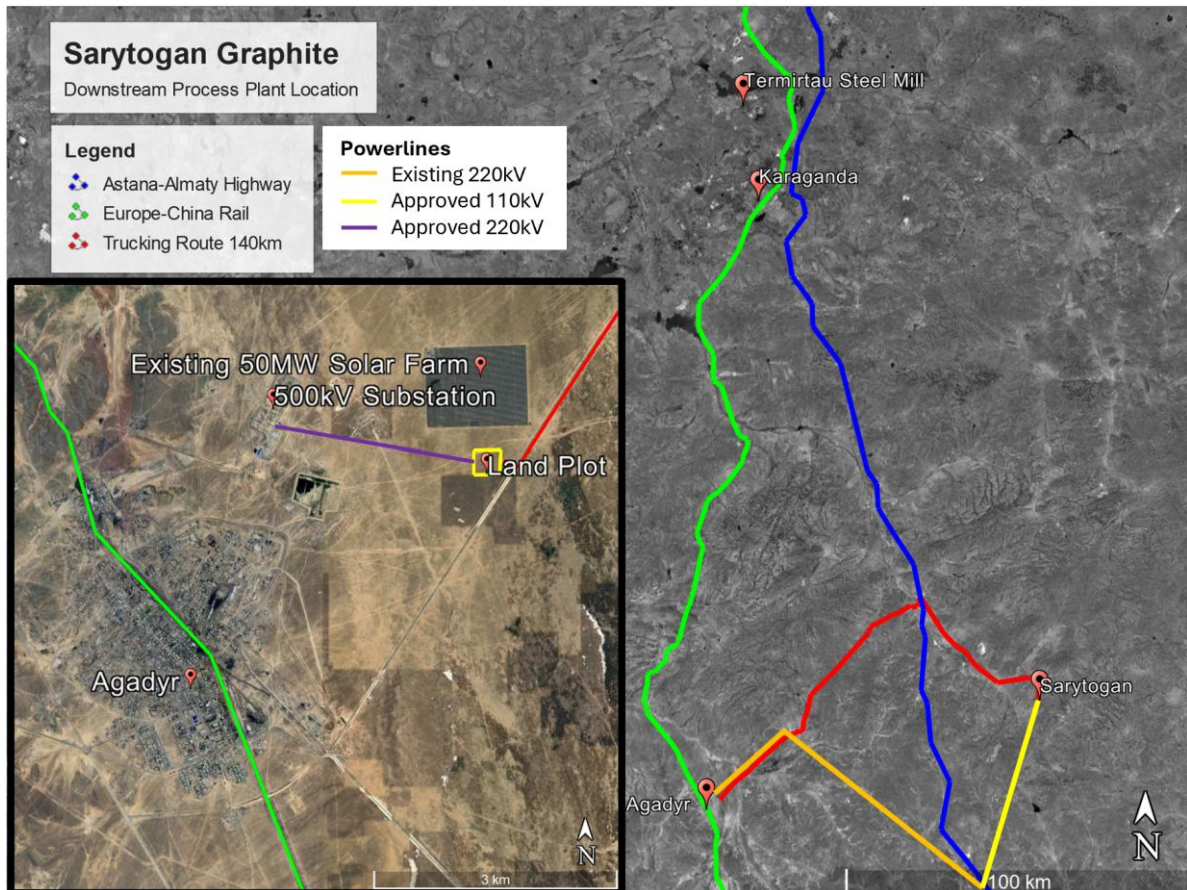 Sarytogan Graphite
Downstream Process Plant Location
Legend
Astana-Almaty Highway
Europe-China Rail
Trucking Route 140km
Powerlines
Existing 220kV
Approved 110kV
Approved 220kV
Termirtau Steel Mill
Karaganda
Sarytogan
Agadyr
N
100 km
Existing 50MW Solar Farm
500kV Substation
Land Plot
Agadyr
N
3 km